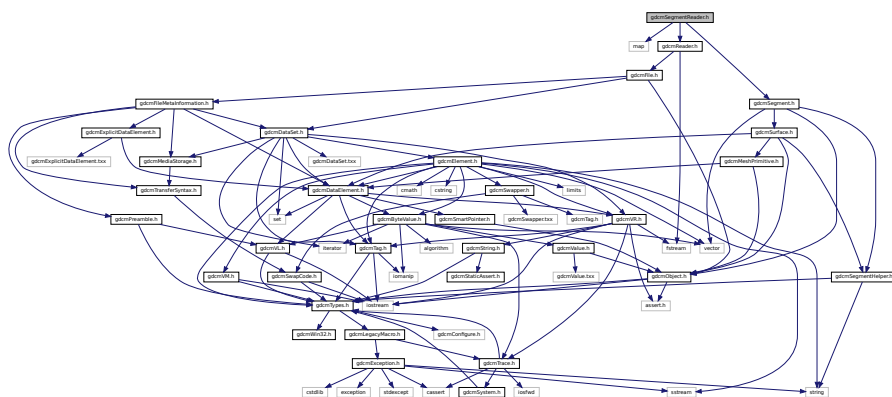 gdcmSegmentReader.h
map
gdcmReader.h
gdcmFile.h
gdcmFileMetaInformation.h
gdcmSegment.h
gdcmExplicitDataElement.h
gdcmDataSet.h
gdcmSurface.h
gdcmExplicitDataElement.txx
gdcmMediaStorage.h
gdcmDataSet.txx
gdcmElement.h
gdcmMeshPrimitive.h
gdcmTransferSyntax.h
set
gdcmDataElement.h
cmath
cstring
gdcmSwapper.h
limits
gdcmPreamble.h
gdcmByteValue.h
gdcmSmartPointer.h
gdcmSwapper.txx
gdcmTag.h
gdcmVR.h
gdcmVL.h
iterator
gdcmTag.h
algorithm
gdcmString.h
gdcmValue.h
fstream
vector
gdcmVM.h
gdcmSwapCode.h
iomanip
gdcmStaticAssert.h
gdcmValue.txx
gdcmObject.h
gdcmSegmentHelper.h
gdcmTypes.h
iostream
assert.h
gdcmWin32.h
gdcmLegacyMacro.h
gdcmConfigure.h
gdcmException.h
gdcmTrace.h
cstdlib
exception
stdexcept
cassert
gdcmSystem.h
iosfwd
sstream
string